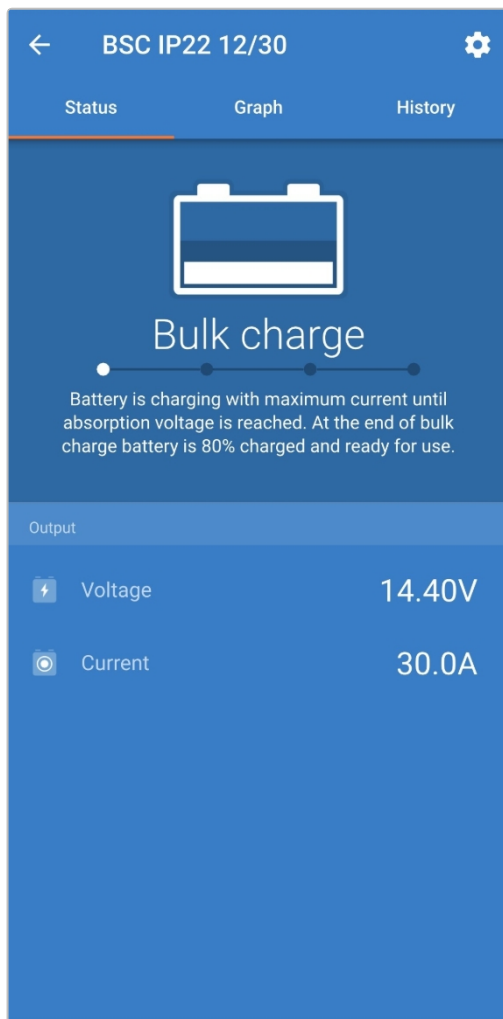 BSC IP22 12/30
Status Graph History
Bulk charge
Battery is charging with maximum current until
absorption voltage is reached. At the end of bulk
charge battery is 80% charged and ready for use.
Output
Voltage 14.40V
Current 30.0A